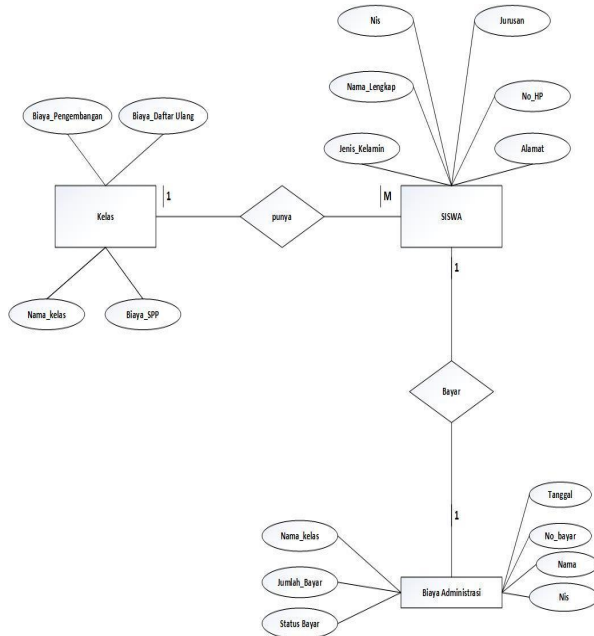 Nis
Jurusan
Nama_Lengkap
No_HP
Biaya_Pengembangan
Biaya_Daftar Ulang
Jenis_Kelamin
Alamat
Kelas
1
punya
M
SISWA
Nama_kelas
Biaya_SPP
1
Bayar
1
Tanggal
Nama_kelas
No_bayar
Nama
Jumlah_Bayar
Biaya Administrasi
Nis
Status Bayar